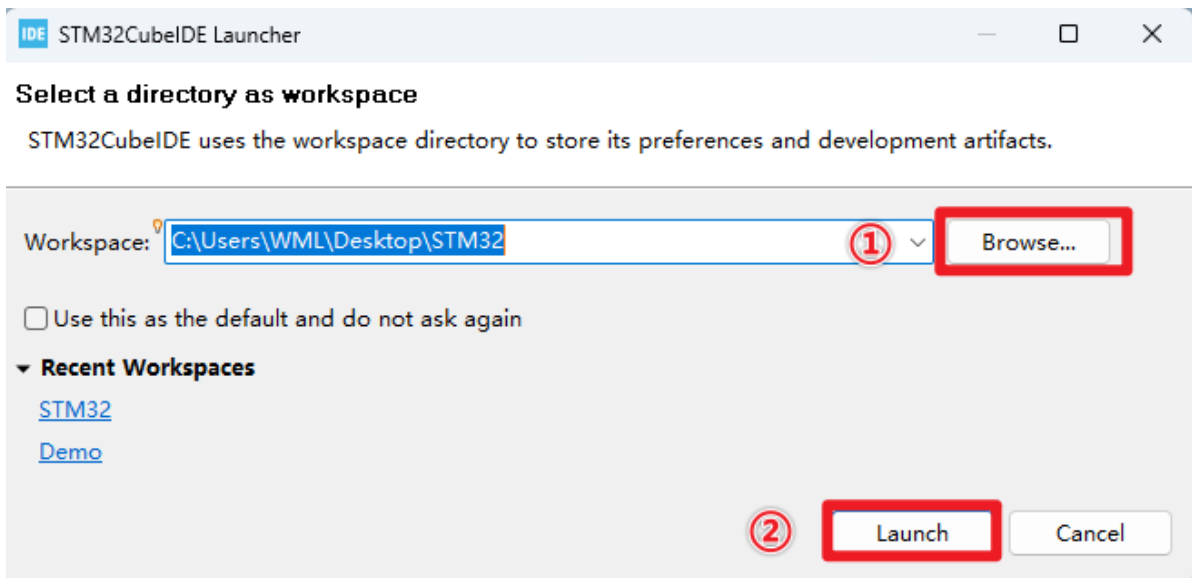 IDE STM32CubeIDE Launcher
Select a directory as workspace
STM32CubeIDE uses the workspace directory to store its preferences and development artifacts.
Workspace: C:\Users\WML\Desktop\STM32 ① Browse...
Use this as the default and do not ask again
Recent Workspaces
STM32
Demo
② Launch Cancel